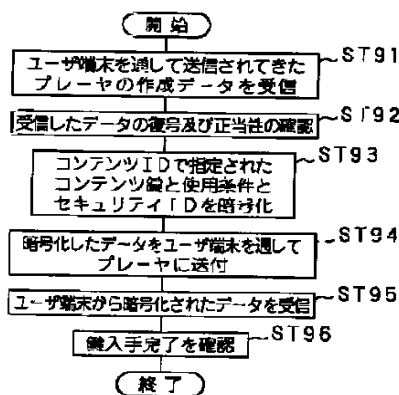 開始
ユーザ端末を通して送信されてきた
プレーヤの作成データを受信
ST91
受信したデータの復号及び正当性の確認
ST92
コンテンツIDで指定された
コンテンツ鍵と使用条件と
セキュリティIDを暗号化
ST93
暗号化したデータをユーザ端末を通して
プレーヤに送付
ST94
ユーザ端末から暗号化されたデータを受信
ST95
鍵入手完了を確認
ST96
終了